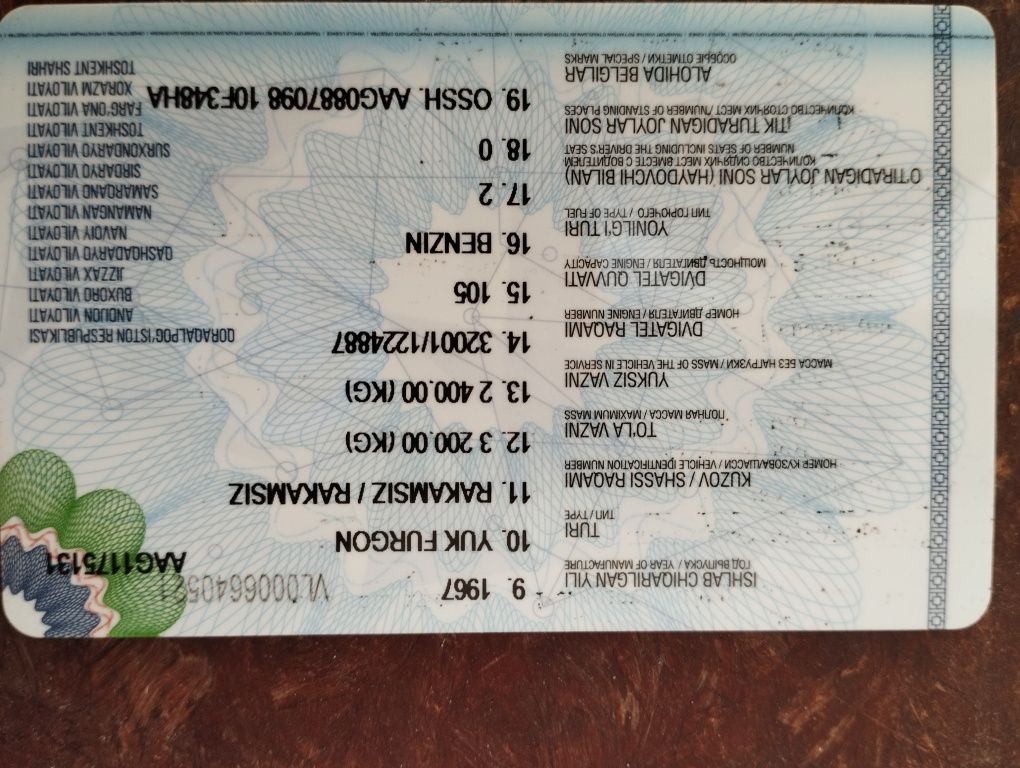 VL0006640521
AAG1175131
ISHLAB CHIQARILGAN YILI
ГОД ВЫПУСКА / YEAR OF MANUFACTURE
9. 1967
TURI
ТИП / TYPE
10. YUK FURGON
KUZOV / SHASSI RAQAMI
НОМЕР КУЗОВА/ШАССИ / VEHICLE IDENTIFICATION NUMBER
11. RAKAMSIZ / RAKAMSIZ
TO'LA VAZNI
ПОЛНАЯ МАССА / MAXIMUM MASS
12. 3 200.00 (KG)
YUKSIZ VAZNI
МАССА БЕЗ НАГРУЗКИ / MASS OF THE VEHICLE IN SERVICE
13. 2 400.00 (KG)
DVIGATEL RAQAMI
НОМЕР ДВИГАТЕЛЯ / ENGINE NUMBER
14. 32001/1224887
DVIGATEL QUVVATI
МОЩНОСТЬ ДВИГАТЕЛЯ / ENGINE CAPACITY
15. 105
YONILG'I TURI
ТИП ГОРЮЧЕГО / TYPE OF FUEL
16. BENZIN
O'TIRADIGAN JOYLAR SONI (HAYDOVCHI BILAN)
КОЛИЧЕСТВО СИДЯЧИХ МЕСТ ВМЕСТЕ С ВОДИТЕЛЕМ
NUMBER OF SEATS INCLUDING THE DRIVER'S SEAT
17. 2
TIK TURADIGAN JOYLAR SONI
КОЛИЧЕСТВО СТОЯЧИХ МЕСТ /NUMBER OF STANDING PLACES
18. 0
ALOHIDA BELGILAR
ОСОБЫЕ ОТМЕТКИ / SPECIAL MARKS
19. OSSH. AAG0887098 10F348HA
QORAQALPOG'ISTON RESPUBLIKASI
ANDIJON VILOYATI
BUXORO VILOYATI
JIZZAX VILOYATI
QASHQADARYO VILOYATI
NAVOIY VILOYATI
NAMANGAN VILOYATI
SAMARQAND VILOYATI
SIRDARYO VILOYATI
SURXONDARYO VILOYATI
TOSHKENT VILOYATI
FARG'ONA VILOYATI
XORAZM VILOYATI
TOSHKENT SHAHRI